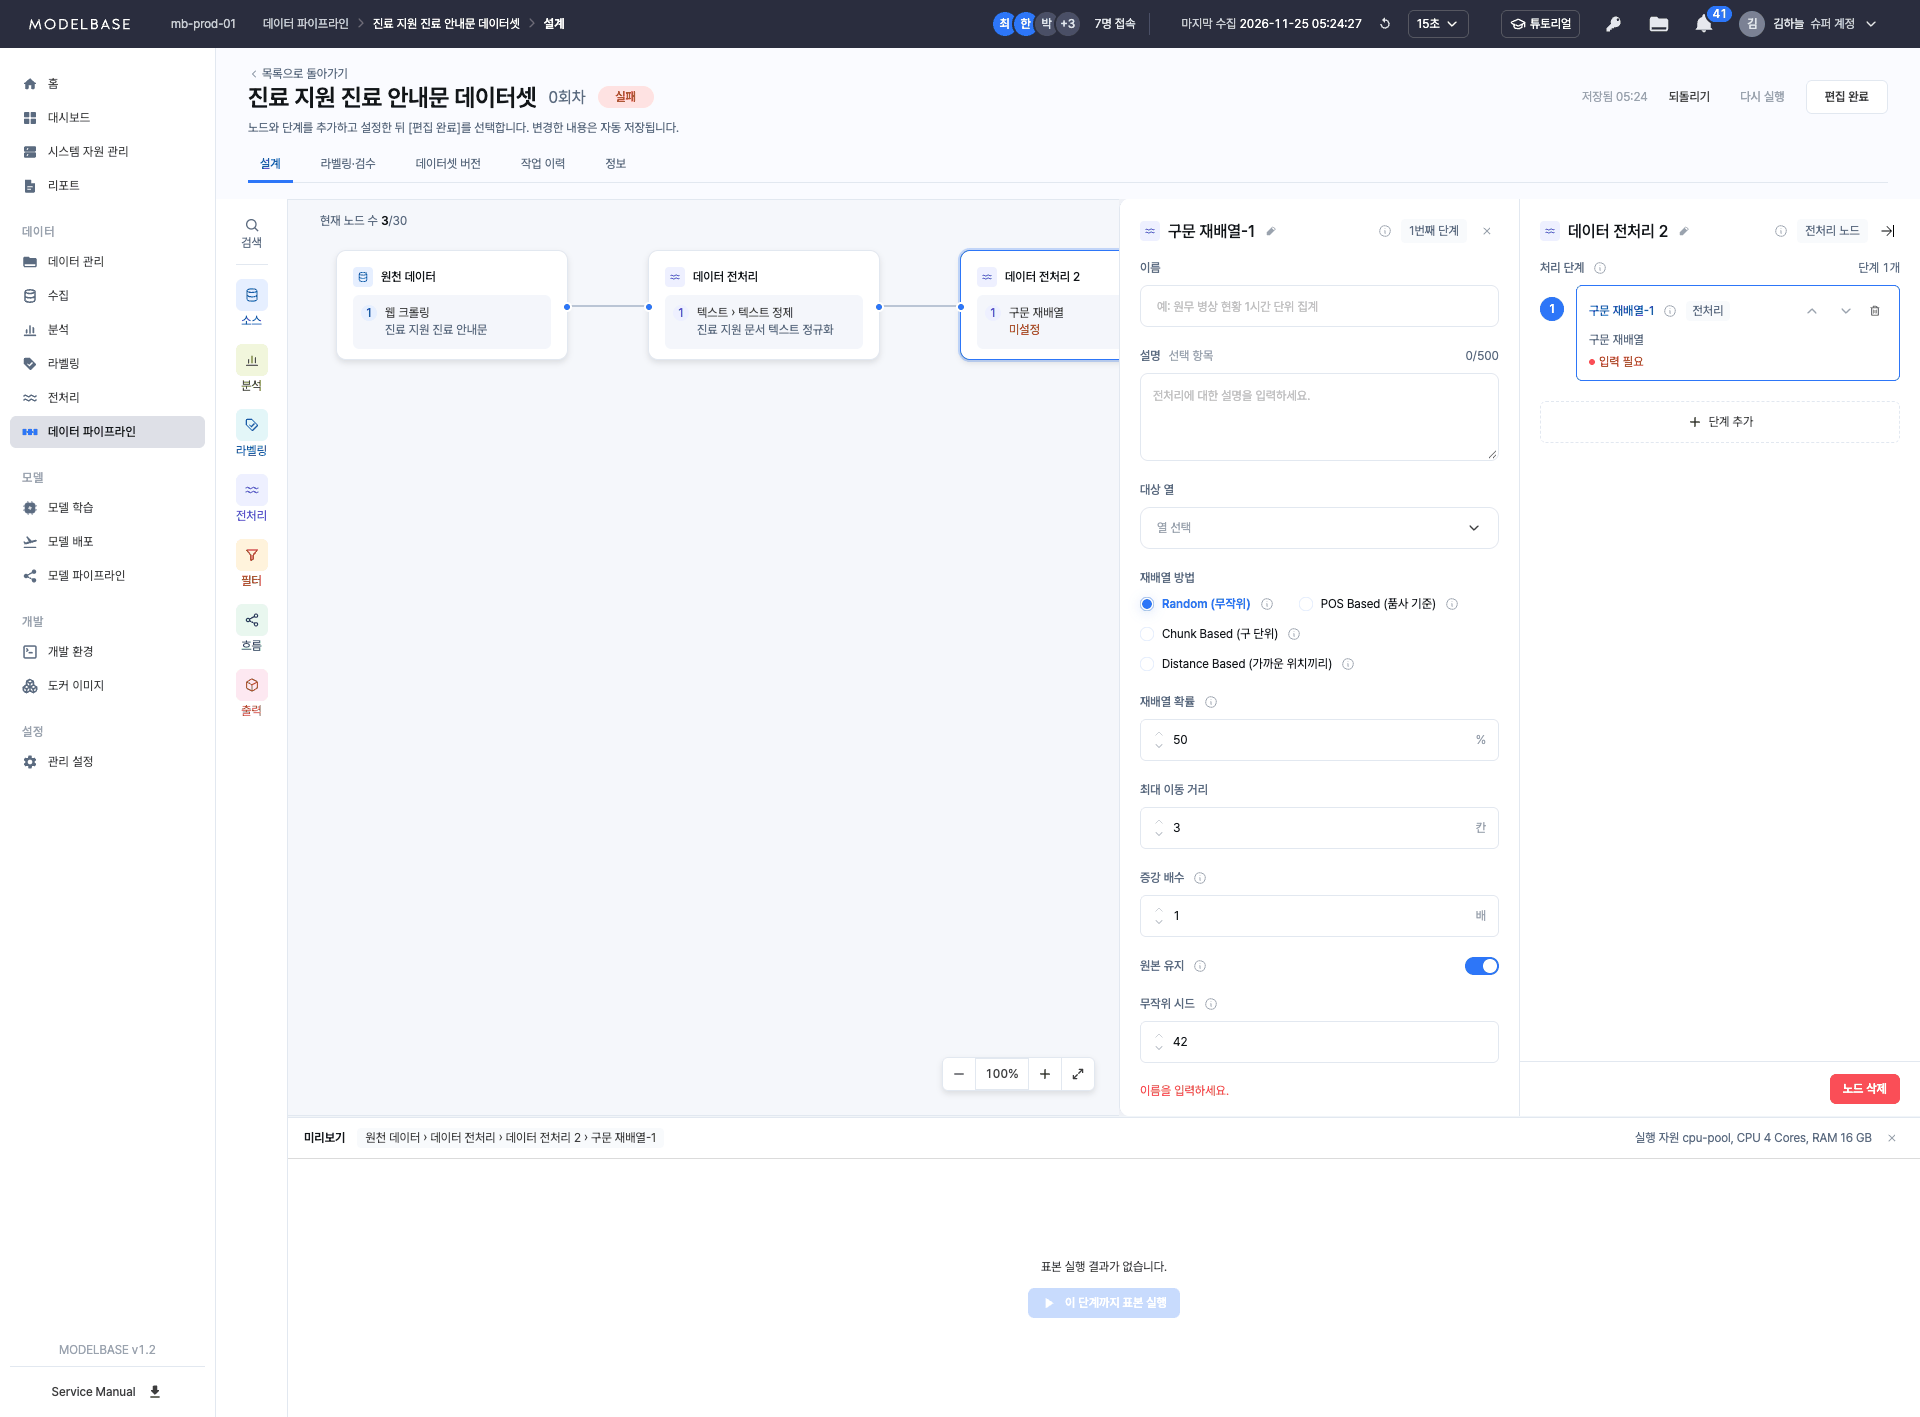 MODELBASE
mb-prod-01
데이터 파이프라인 > 진료 지원 진료 안내문 데이터셋 > 설계
최 한 박 +3 7명 접속
마지막 수집 2026-11-25 05:24:27
15초
튜토리얼
41
김 김하늘 슈퍼 계정
홈
대시보드
시스템 자원 관리
리포트
데이터
데이터 관리
수집
분석
라벨링
전처리
데이터 파이프라인
모델
모델 학습
모델 배포
모델 파이프라인
개발
개발 환경
도커 이미지
설정
관리 설정
MODELBASE v1.2
Service Manual
목록으로 돌아가기
진료 지원 진료 안내문 데이터셋 0회차 실패
노드와 단계를 추가하고 설정한 뒤 [편집 완료]를 선택합니다. 변경한 내용은 자동 저장됩니다.
저장됨 05:24 되돌리기 다시 실행 편집 완료
설계 라벨링·검수 데이터셋 버전 작업 이력 정보
검색
소스
분석
라벨링
전처리
필터
흐름
출력
현재 노드 수 3/30
원천 데이터
1 웹 크롤링
진료 지원 진료 안내문
데이터 전처리
1 텍스트 › 텍스트 정제
진료 지원 문서 텍스트 정규화
데이터 전처리 2
1 구문 재배열
미설정
100%
구문 재배열-1
1번째 단계
이름
예: 원무 병상 현황 1시간 단위 집계
설명 선택 항목 0/500
전처리에 대한 설명을 입력하세요.
대상 열
열 선택
재배열 방법
Random (무작위) POS Based (품사 기준)
Chunk Based (구 단위)
Distance Based (가까운 위치끼리)
재배열 확률
50 %
최대 이동 거리
3 칸
증강 배수
1 배
원본 유지
무작위 시드
42
이름을 입력하세요.
데이터 전처리 2
전처리 노드
처리 단계 단계 1개
1 구문 재배열-1 전처리
구문 재배열
입력 필요
단계 추가
노드 삭제
미리보기 원천 데이터 › 데이터 전처리 › 데이터 전처리 2 › 구문 재배열-1
실행 자원 cpu-pool, CPU 4 Cores, RAM 16 GB
표본 실행 결과가 없습니다.
이 단계까지 표본 실행